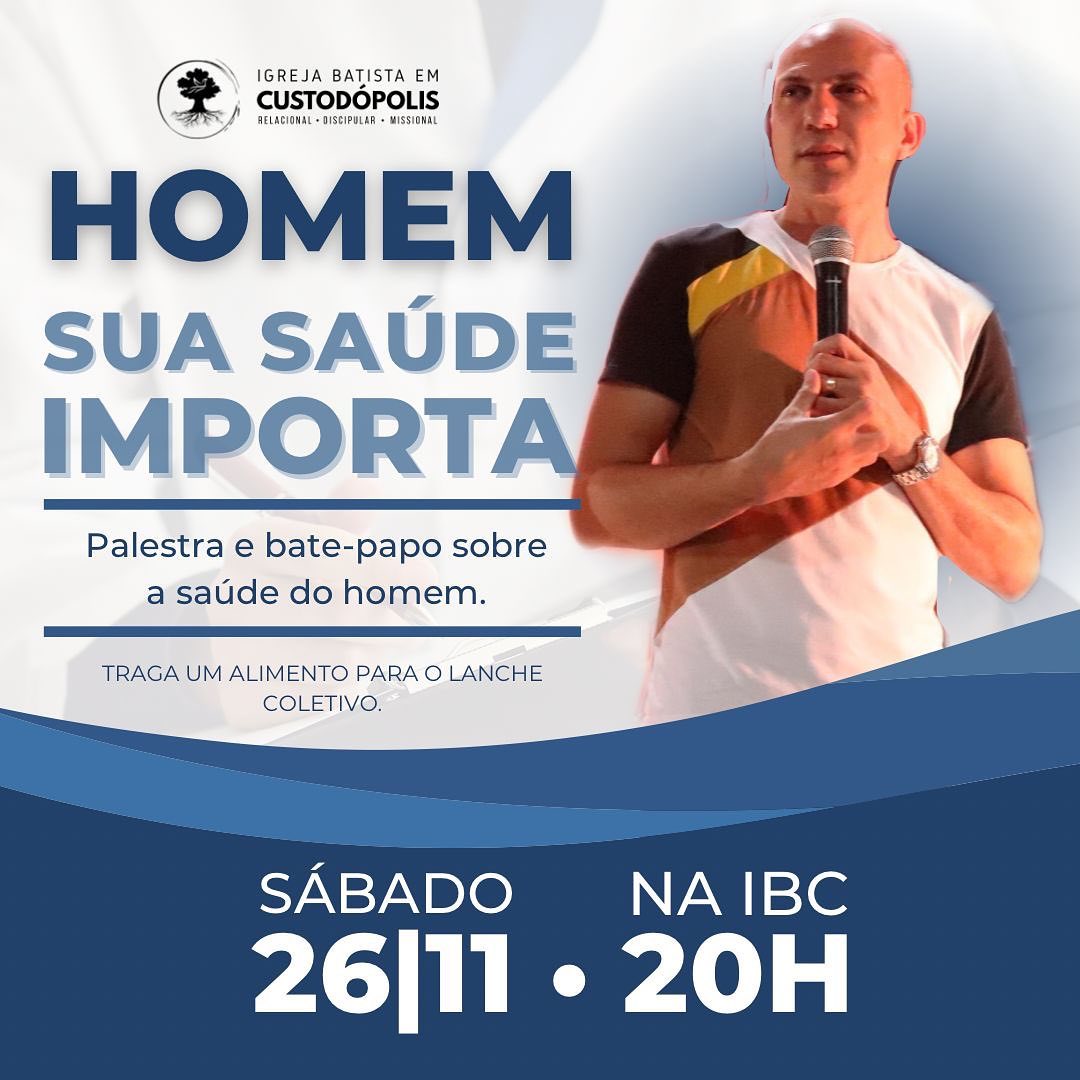 IGREJA BATISTA EM
CUSTODÓPOLIS
RELACIONAL • DISCIPULAR • MISSIONAL
HOMEM
SUA SAÚDE
IMPORTA
Palestra e bate-papo sobre
a saúde do homem.
TRAGA UM ALIMENTO PARA O LANCHE
COLETIVO.
SÁBADO
26|11
•
NA IBC
20H